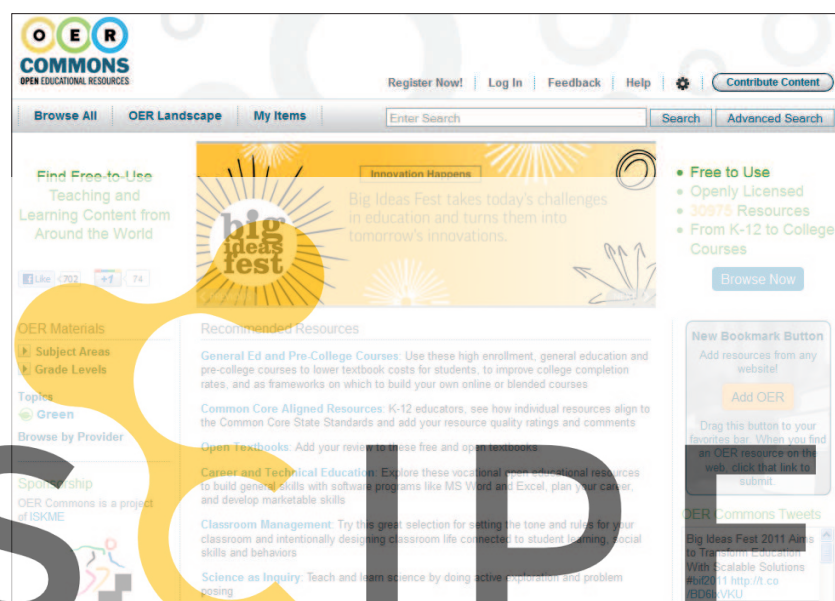 OER
COMMONS
OPEN EDUCATIONAL RESOURCES
Register Now! | Log In | Feedback | Help | Contribute Content
Browse All OER Landscape My Items Enter Search Search Advanced Search
Find Free-to-Use
Teaching and
Learning Content from
Around the World
Like 702 +1 74
Innovation Happens
big
ideas
fest
Big Ideas Fest takes today's challenges
in education and turns them into
tomorrow's innovations.
• Free to Use
• Openly Licensed
• 30975 Resources
• From K-12 to College
Courses
Browse Now
OER Materials
Subject Areas
Grade Levels
Topics
Green
Browse by Provider
Sponsorship
OER Commons is a project
of ISKME
Recommended Resources
General Ed and Pre-College Courses: Use these high enrollment, general education and
pre-college courses to lower textbook costs for students, to improve college completion
rates, and as frameworks on which to build your own online or blended courses
Common Core Aligned Resources: K-12 educators, see how individual resources align to
the Common Core State Standards and add your resource quality ratings and comments
Open Textbooks: Add your review to these free and open textbooks.
Career and Technical Education: Explore these vocational open educational resources
to build general skills with software programs like MS Word and Excel, plan your career,
and develop marketable skills
Classroom Management: Try this great selection for setting the tone and rules for your
classroom and intentionally designing classroom life connected to student learning, social
skills and behaviors
Science as Inquiry: Teach and learn science by doing active exploration and problem
posing
New Bookmark Button
Add resources from any
website!
Add OER
Drag this button to your
favorites bar. When you find
an OER resource on the
web, click that link to
submit.
OER Commons Tweets
Big Ideas Fest 2011 Aims
to Transform Education
With Scalable Solutions
#bif2011 http://t.co
SCIPE